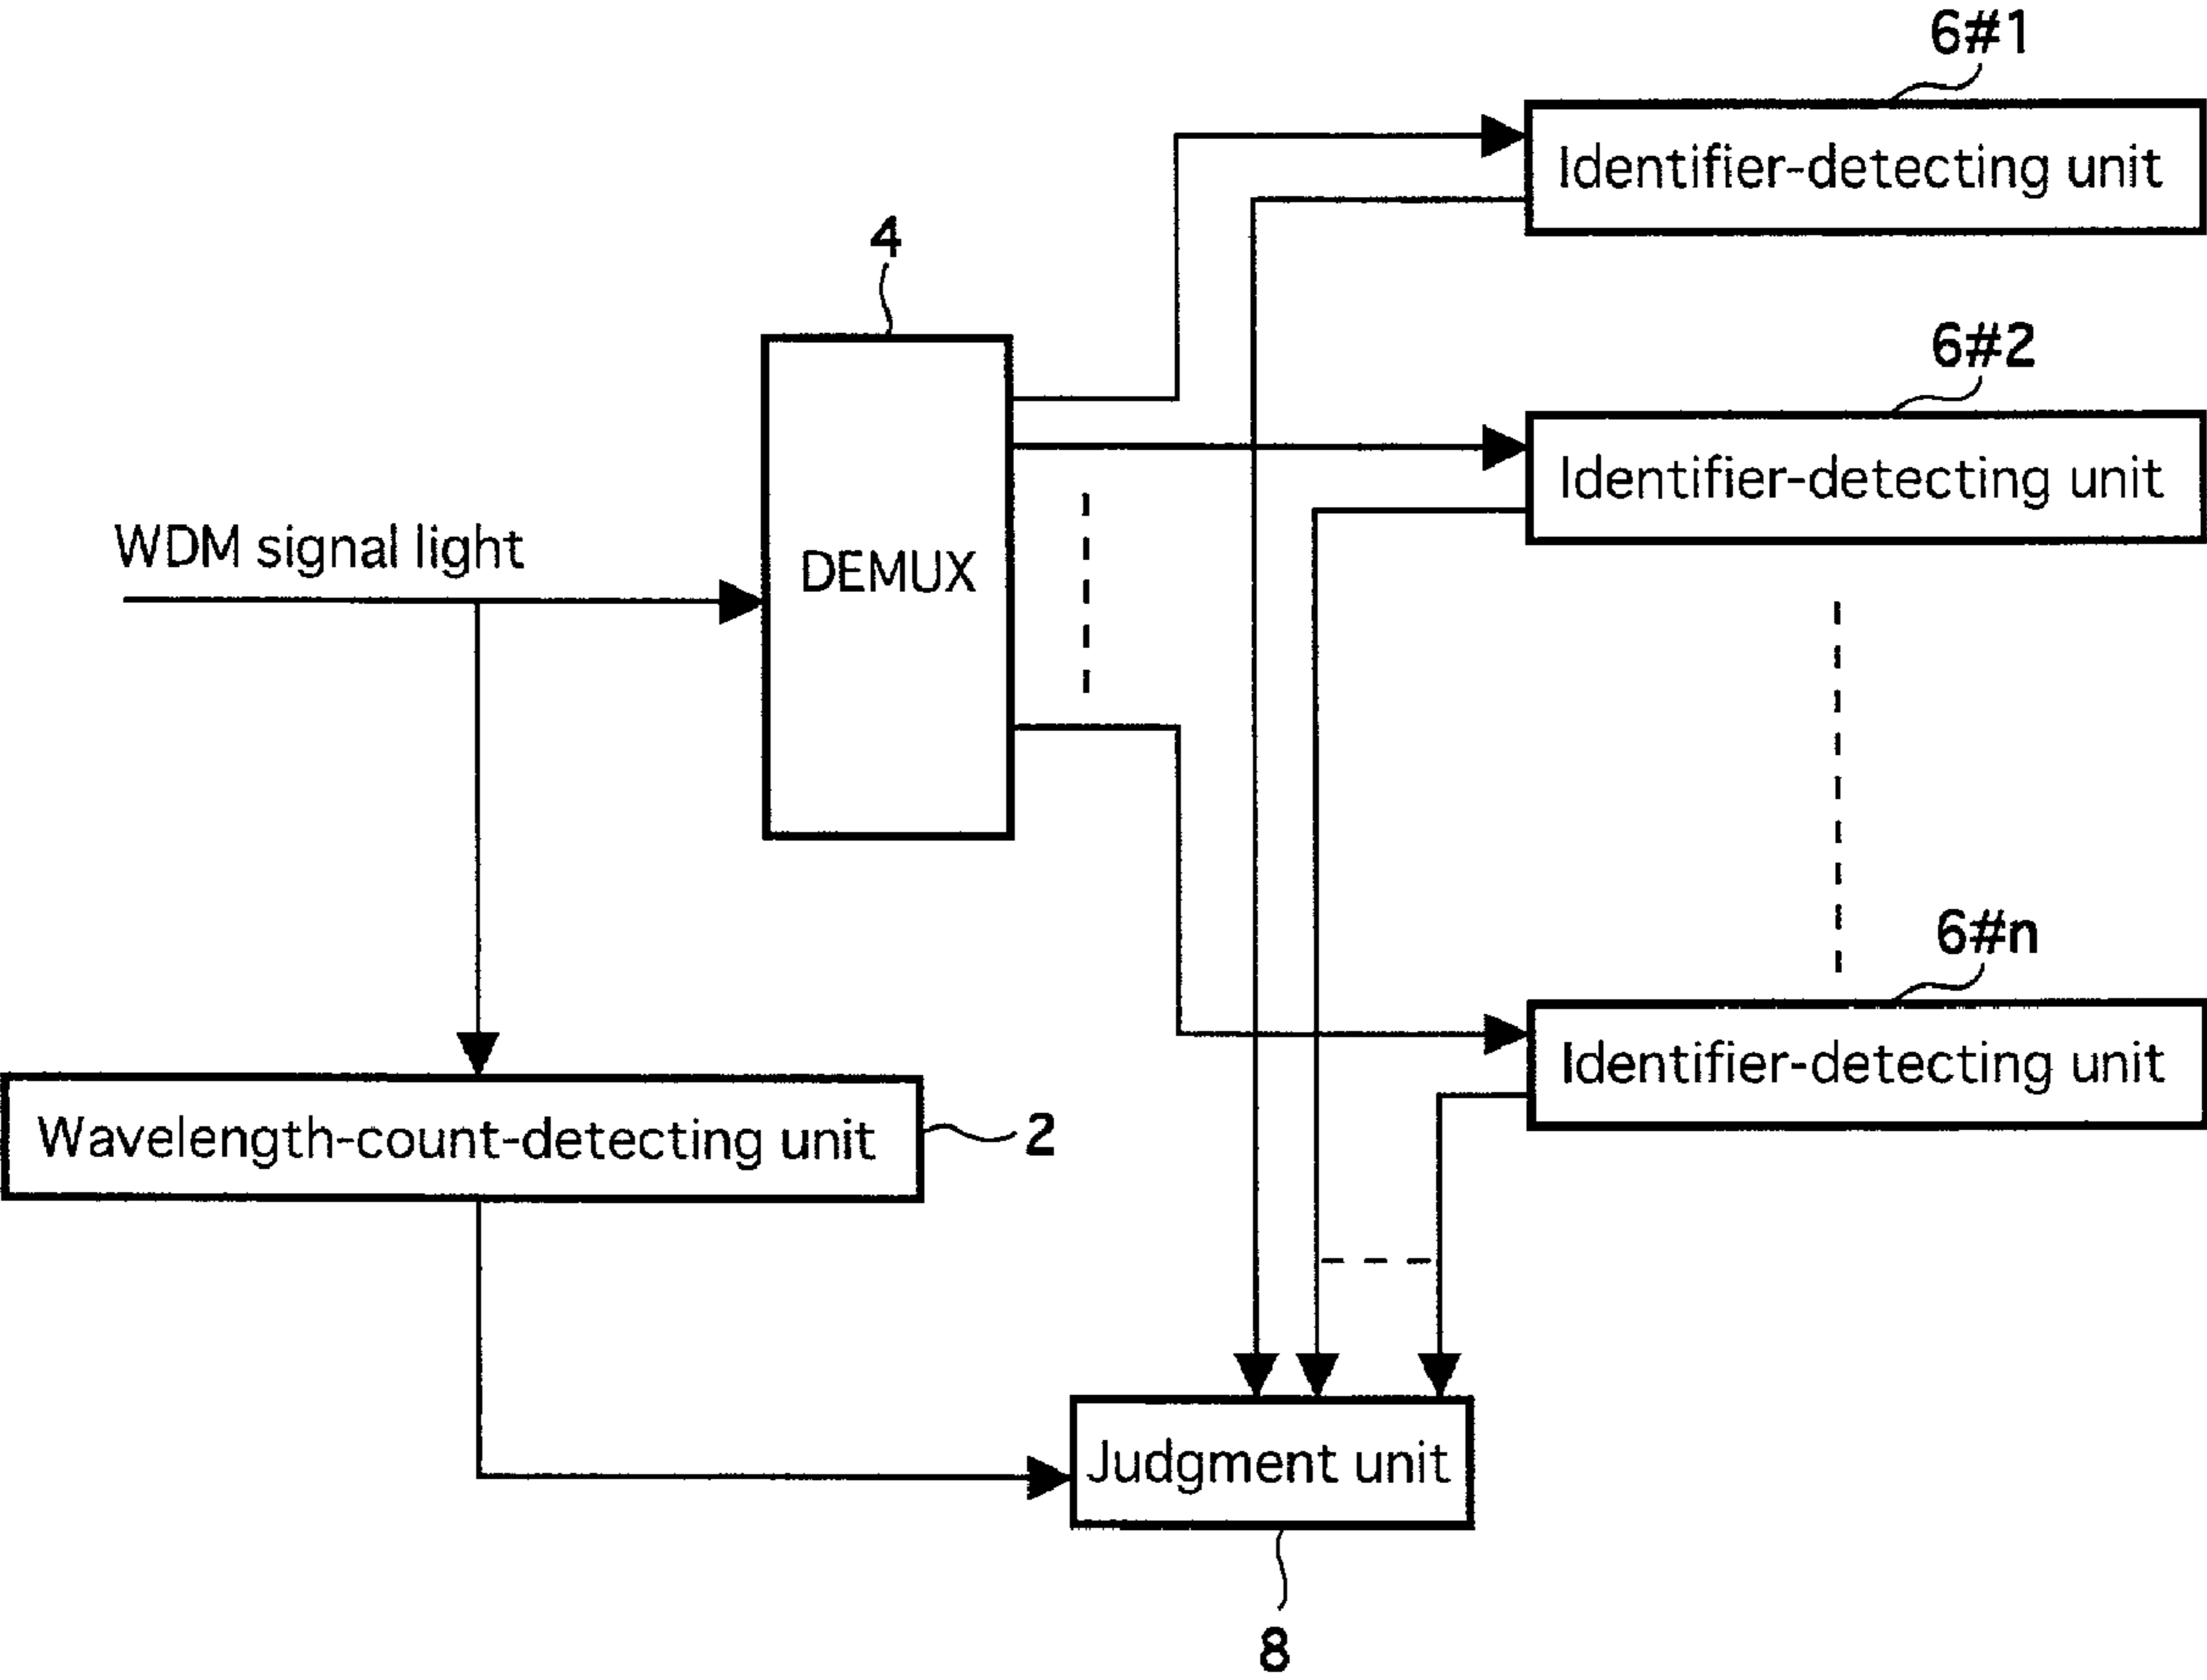 6#1
Identifier-detecting unit
4
6#2
Identifier-detecting unit
WDM signal light
DEMUX
6#n
Identifier-detecting unit
Wavelength-count-detecting unit
2
Judgment unit
8